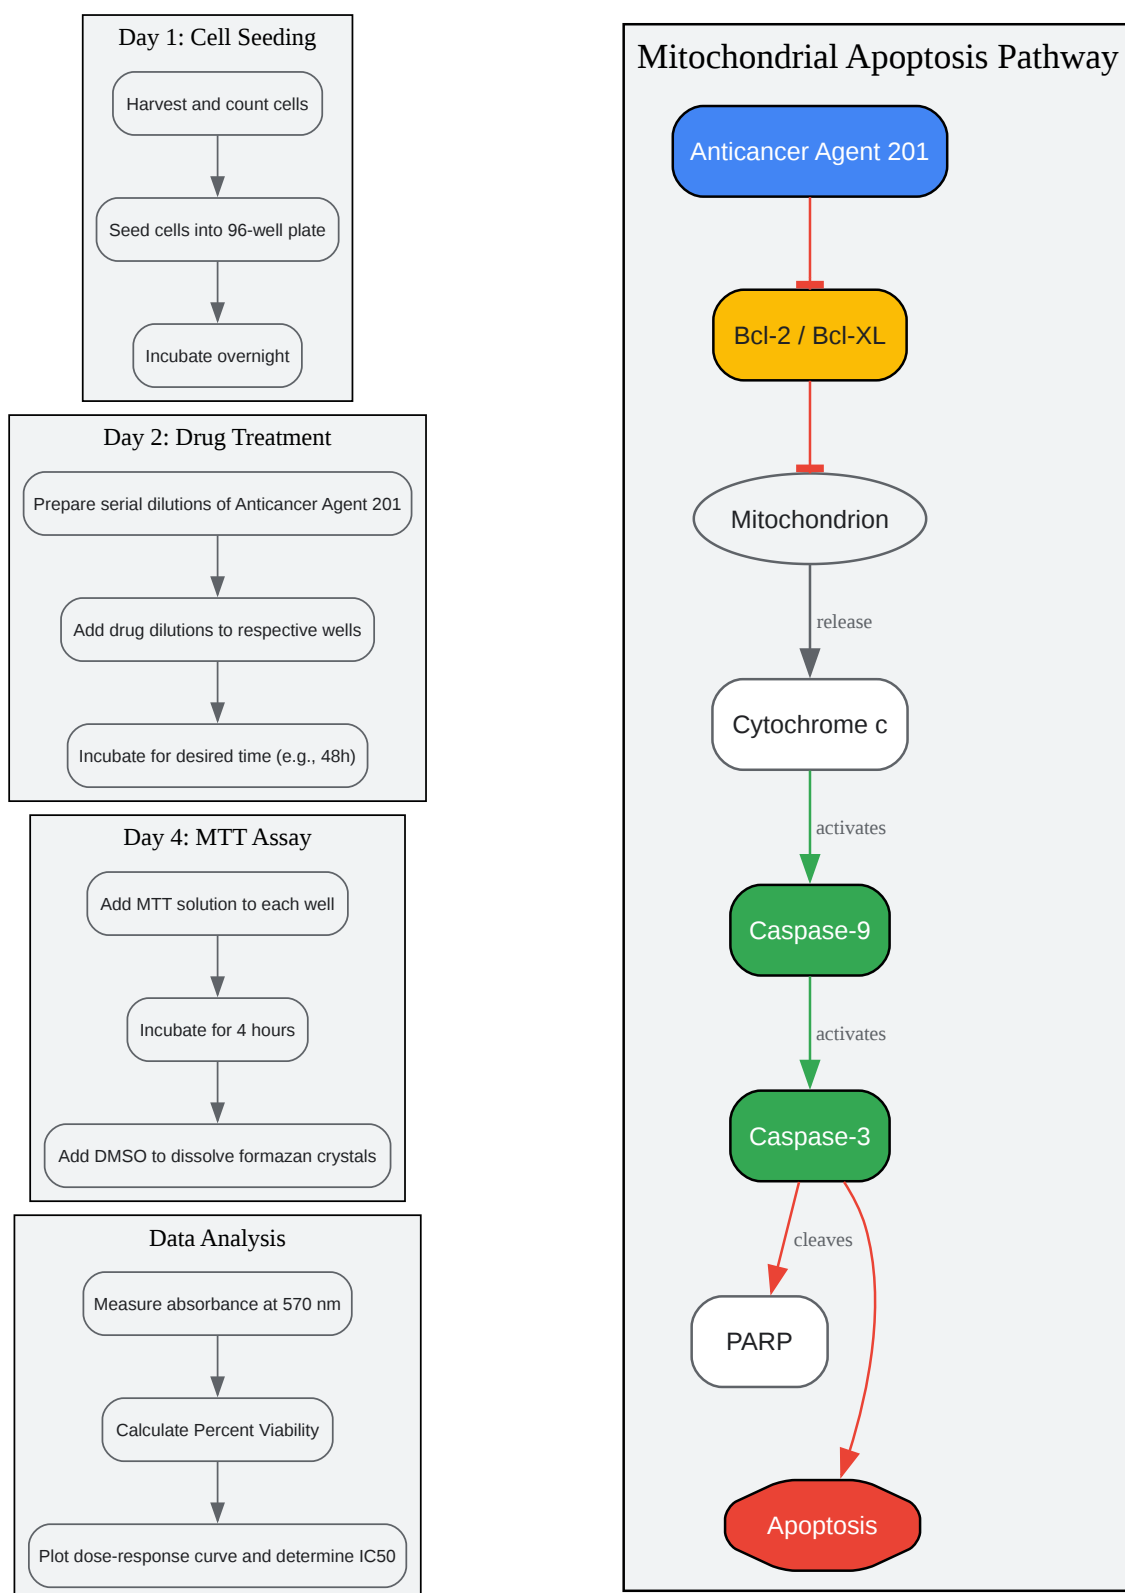 Day 1: Cell Seeding
Harvest and count cells
Seed cells into 96-well plate
Incubate overnight
Day 2: Drug Treatment
Prepare serial dilutions of Anticancer Agent 201
Add drug dilutions to respective wells
Incubate for desired time (e.g., 48h)
Day 4: MTT Assay
Add MTT solution to each well
Incubate for 4 hours
Add DMSO to dissolve formazan crystals
Data Analysis
Measure absorbance at 570 nm
Calculate Percent Viability
Plot dose-response curve and determine IC50
Mitochondrial Apoptosis Pathway
Anticancer Agent 201
Bcl-2 / Bcl-XL
Mitochondrion
release
Cytochrome c
activates
Caspase-9
activates
Caspase-3
cleaves
PARP
Apoptosis